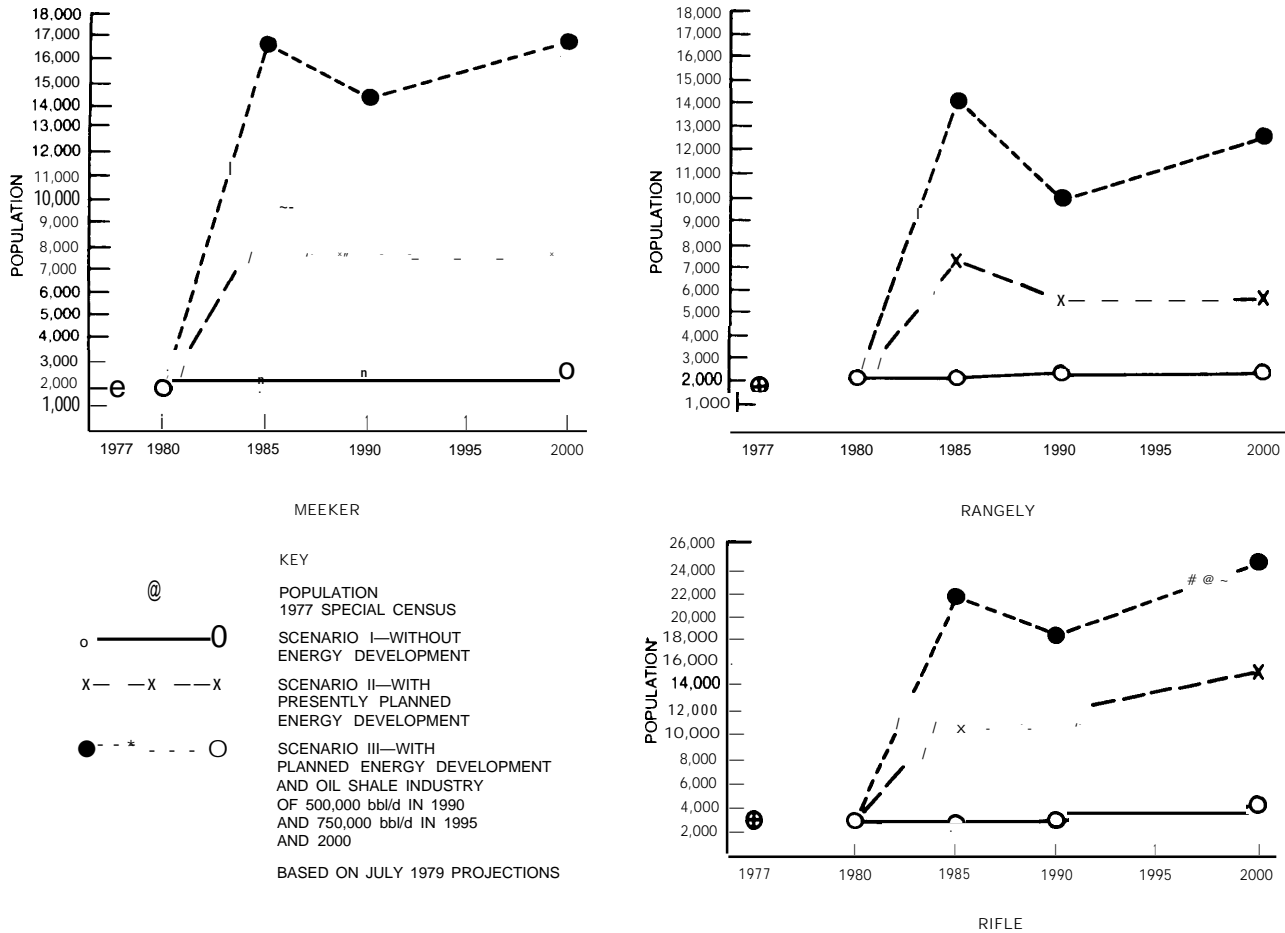 18.000
17,000
16,000
15,000
14,000
13,000
12,000
11,000
10,000
9,000
8,000
7,000
6,000
5,000
4,000
3,000
2,000
1,000
POPULATION
1977 1980 1985 1990 1995 2000
MEEKER
18,000
17,000
16,000
15,000
14,000
13,000
12,000
11,000
10,000
9,000
8,000
7,000
6,000
5,000
4,000
3,000
2,000
1,000
POPULATION
1977 1980 1985 1990 1995 2000
RANGELY
KEY
@ POPULATION
1977 SPECIAL CENSUS
SCENARIO I—WITHOUT
ENERGY DEVELOPMENT
X— —X ——X SCENARIO II—WITH
PRESENTLY PLANNED
ENERGY DEVELOPMENT
SCENARIO III—WITH
PLANNED ENERGY DEVELOPMENT
AND OIL SHALE INDUSTRY
OF 500,000 bbl/d IN 1990
AND 750,000 bbl/d IN 1995
AND 2000
BASED ON JULY 1979 PROJECTIONS
26,000
24,000
22,000
20,000
18,000
16,000
14,000
12,000
10,000
8,000
6,000
4,000
2,000
POPULATION
# @ ~
1977 1980 1985 1990 1995 2000
RIFLE